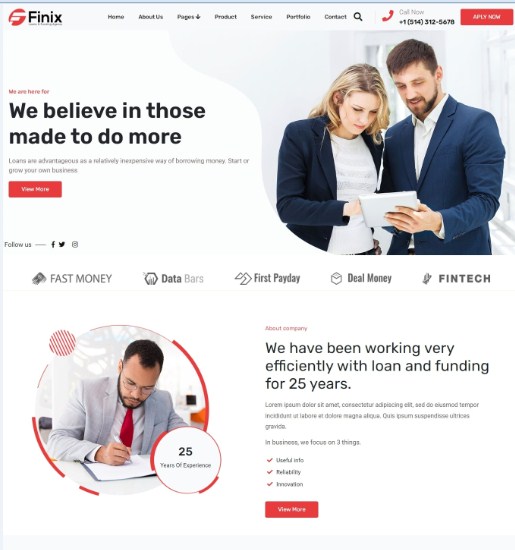 Finix
Home About Us Pages Product Service Portfolio Contact
Call Now
+1 (514) 312-5678
APLY NOW
We are here for
We believe in those
made to do more
Loans are advantageous as a relatively inexpensive way of borrowing money. Start or
grow your own business.
View More
Follow us
FAST MONEY
Data Bars
First Payday
Deal Money
FINTECH
About company
We have been working very
efficiently with loan and funding
for 25 years.
Lorem ipsum dolor sit amet, consectetur adipiscing elit, sed do eiusmod tempor
incididunt ut labore et dolore magna aliqua. Quis ipsum suspendisse ultrices
gravida.
In business, we focus on 3 things.
Useful info
Reliability
Innovation
View More
25
Years Of Experience